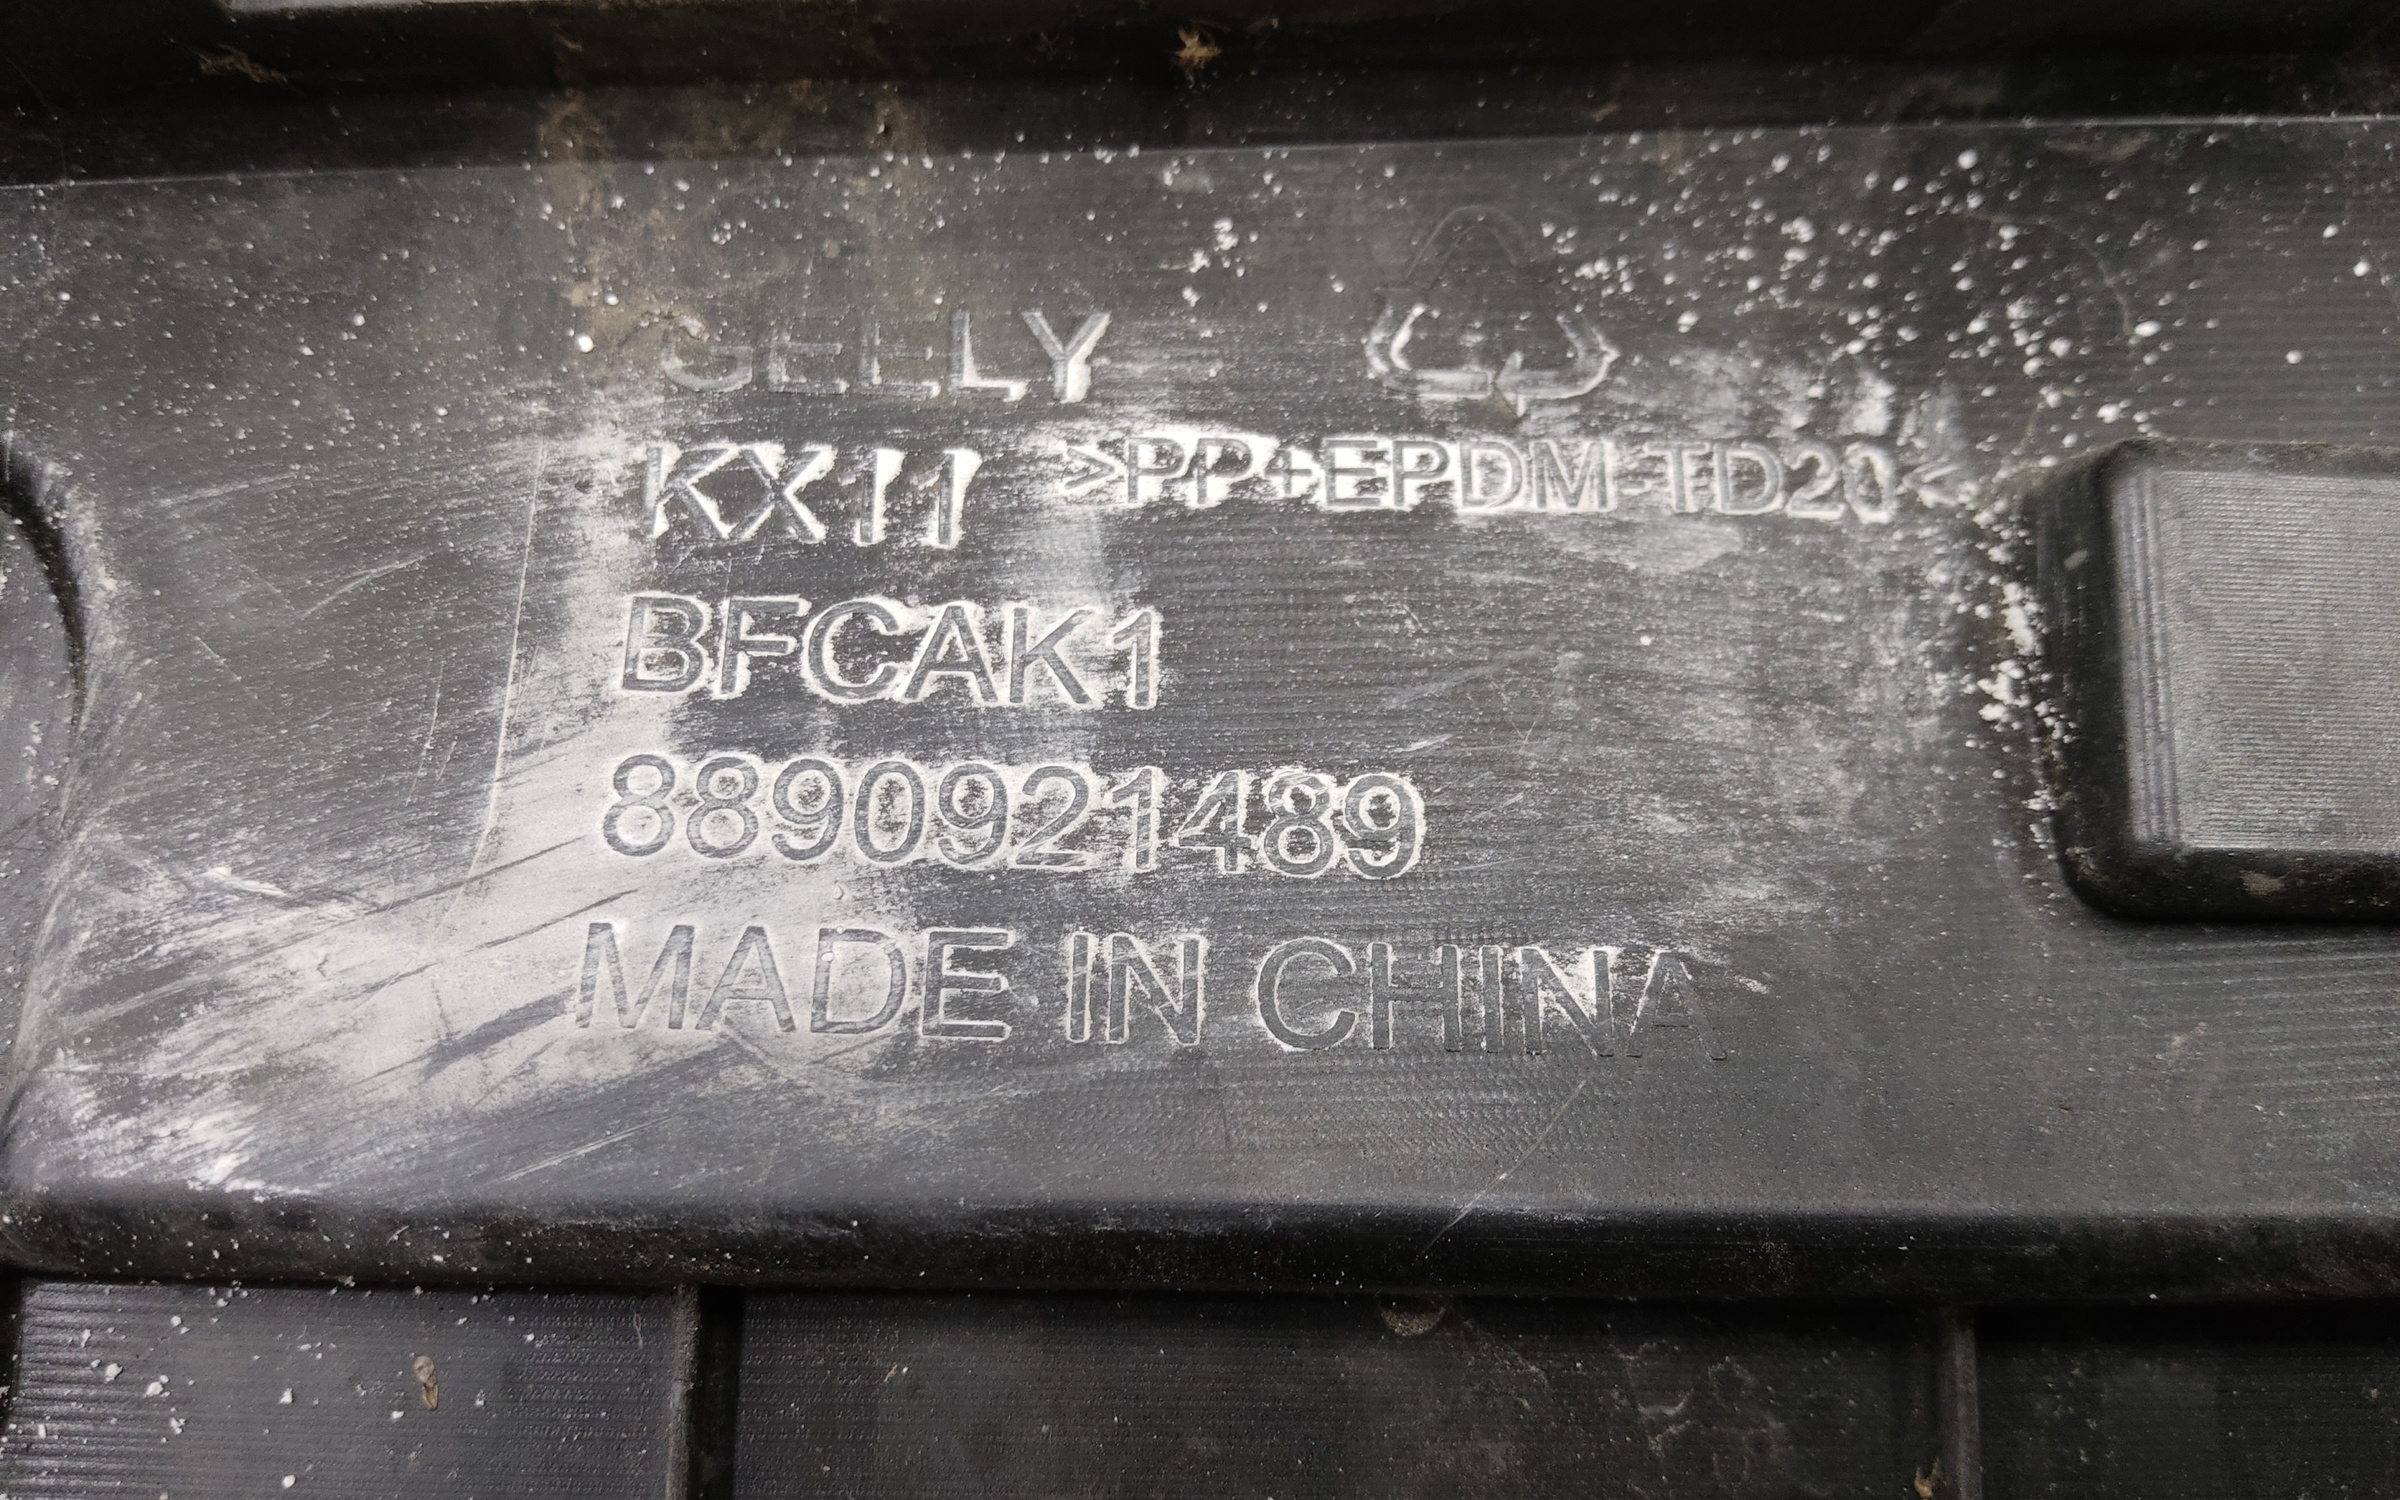 GEELY
KX11 >PP+EPDM-TD20<
BFCAK1
8890921489
MADE IN CHINA